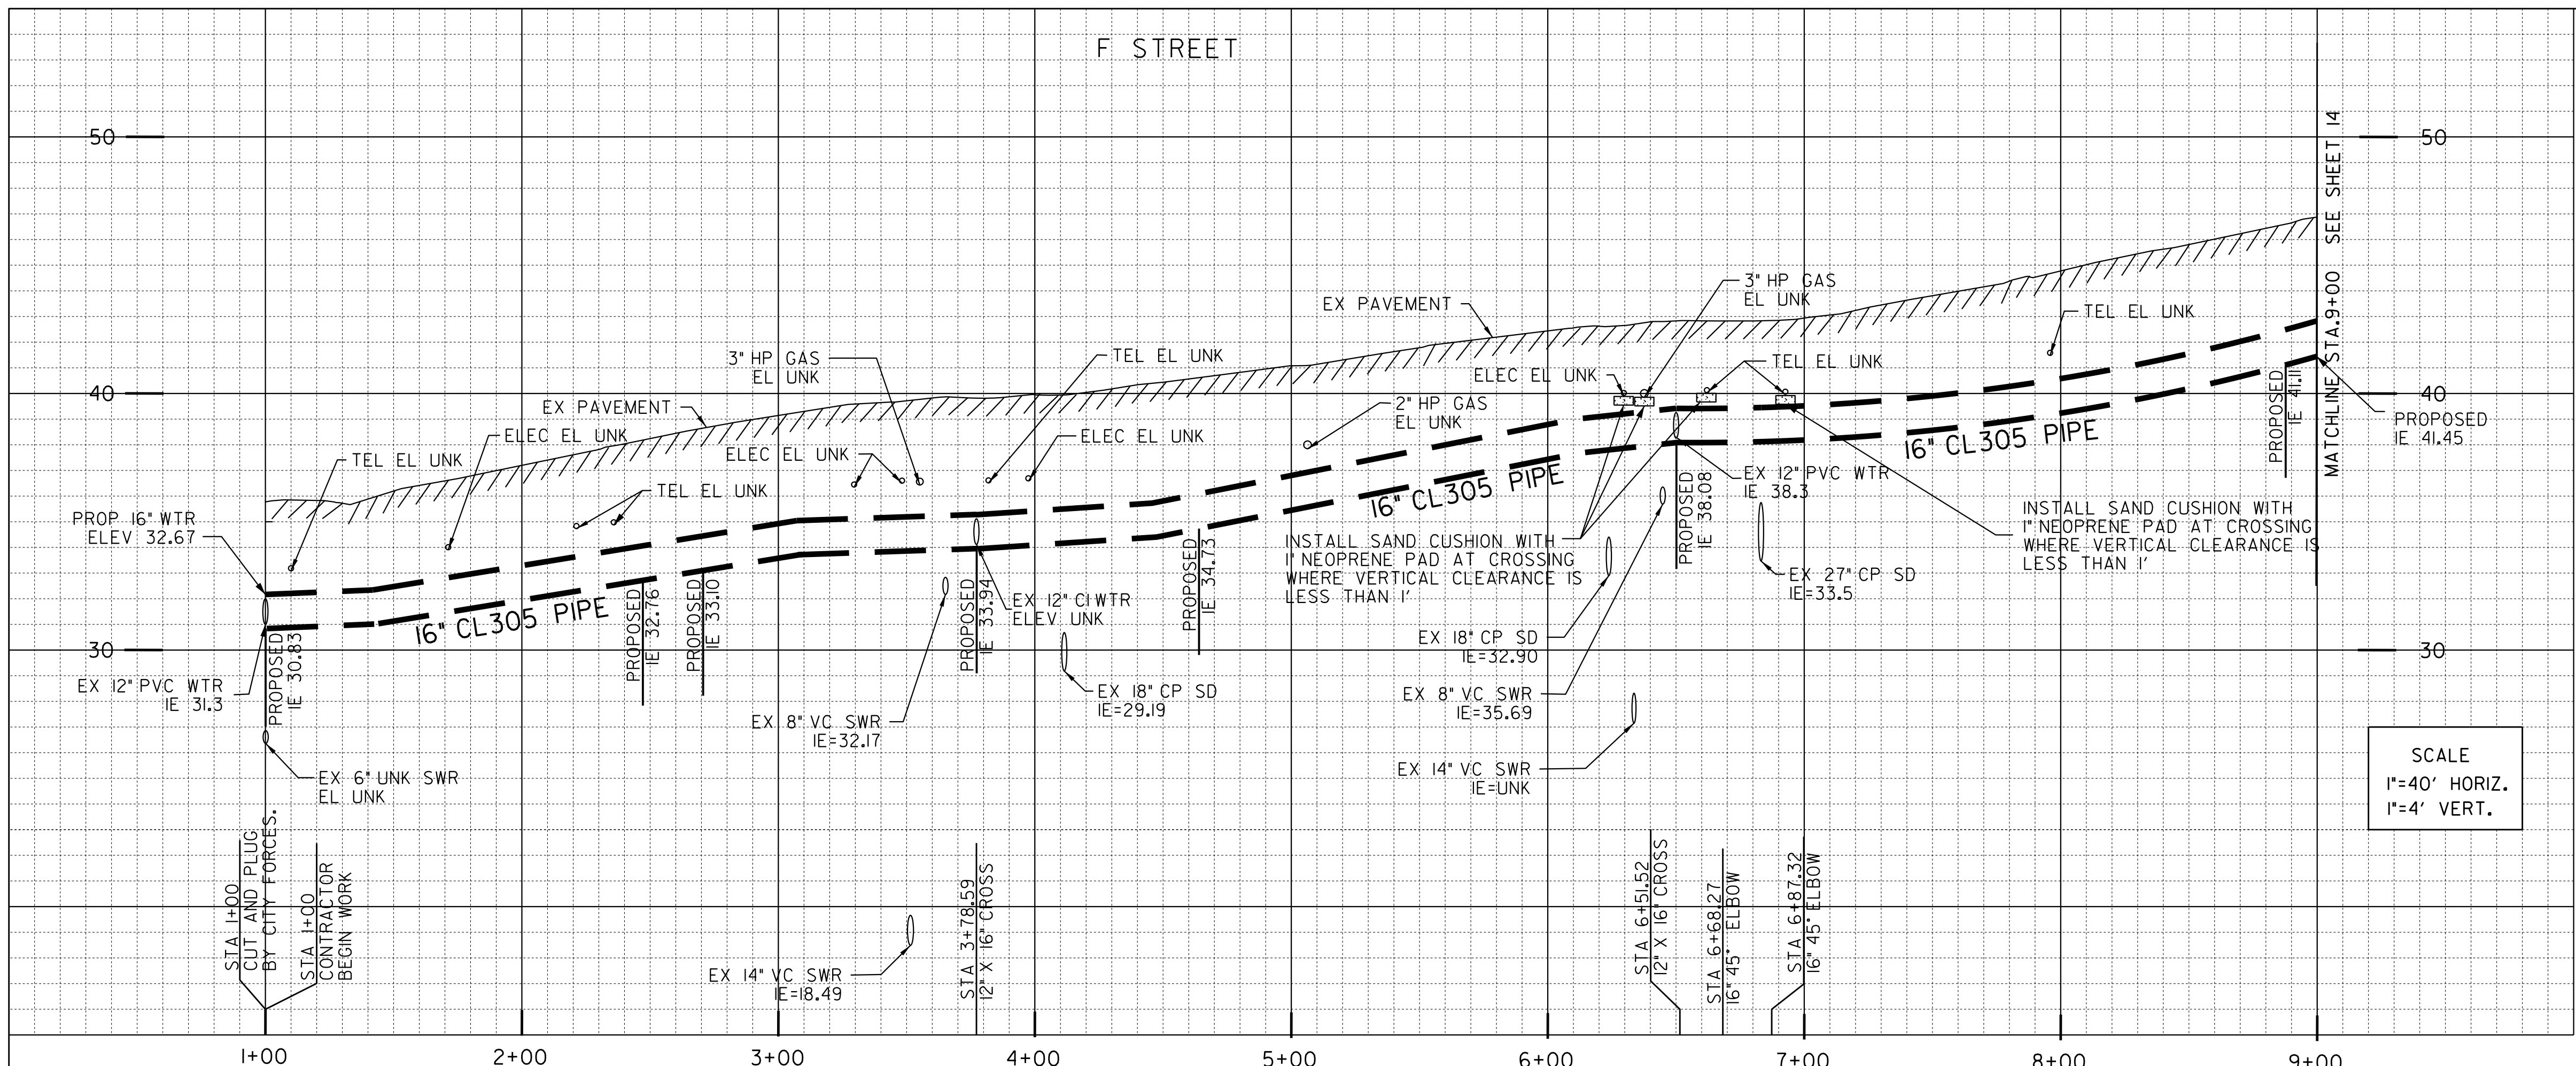 F STREET
50
50
40
40
30
30
MATCHLINE STA.9+00 SEE SHEET 14
3" HP GAS
EL UNK
EX PAVEMENT
TEL EL UNK
3" HP GAS
EL UNK
TEL EL UNK
ELEC EL UNK
TEL EL UNK
EX PAVEMENT
2" HP GAS
EL UNK
PROPOSED
IE 41.11
PROPOSED
IE 41.45
ELEC EL UNK
ELEC EL UNK
TEL EL UNK
ELEC EL UNK
TEL EL UNK
16" CL305 PIPE
EX 12" PVC WTR
IE 38.3
16" CL305 PIPE
PROPOSED
IE 38.08
PROP 16" WTR
ELEV 32.67
INSTALL SAND CUSHION WITH
1" NEOPRENE PAD AT CROSSING
WHERE VERTICAL CLEARANCE IS
LESS THAN 1'
INSTALL SAND CUSHION WITH
1" NEOPRENE PAD AT CROSSING
WHERE VERTICAL CLEARANCE IS
LESS THAN 1'
EX 27" CP SD
IE=33.5
16" CL305 PIPE
PROPOSED
IE 30.83
PROPOSED
IE 32.76
PROPOSED
IE 33.10
PROPOSED
IE 33.94
PROPOSED
IE 34.73
EX 12" CI WTR
ELEV UNK
EX 18" CP SD
IE=32.90
EX 12" PVC WTR
IE 31.3
EX 18" CP SD
IE=29.19
EX 8" VC SWR
IE=35.69
EX 8" VC SWR
IE=32.17
EX 6" UNK SWR
EL UNK
EX 14" VC SWR
IE=UNK
SCALE
1"=40' HORIZ.
1"=4' VERT.
STA 1+00
CUT AND PLUG
BY CITY FORCES.
STA 1+00
CONTRACTOR
BEGIN WORK
EX 14" VC SWR
IE=18.49
STA 3+78.59
12" X 16" CROSS
STA 6+51.52
12" X 16" CROSS
STA 6+68.27
16" 45° ELBOW
STA 6+87.32
16" 45° ELBOW
1+00
2+00
3+00
4+00
5+00
6+00
7+00
8+00
9+00